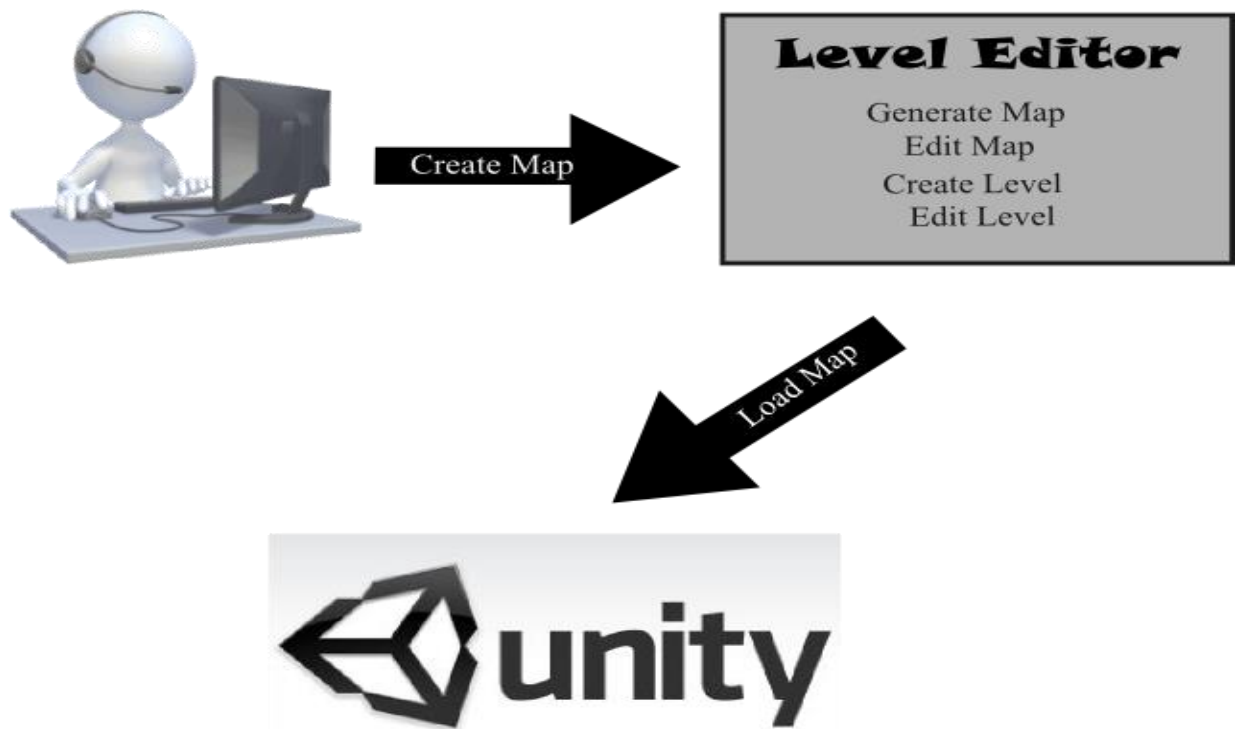 Level Editor
Generate Map
Edit Map
Create Level
Edit Level
Create Map
Load Map
unity